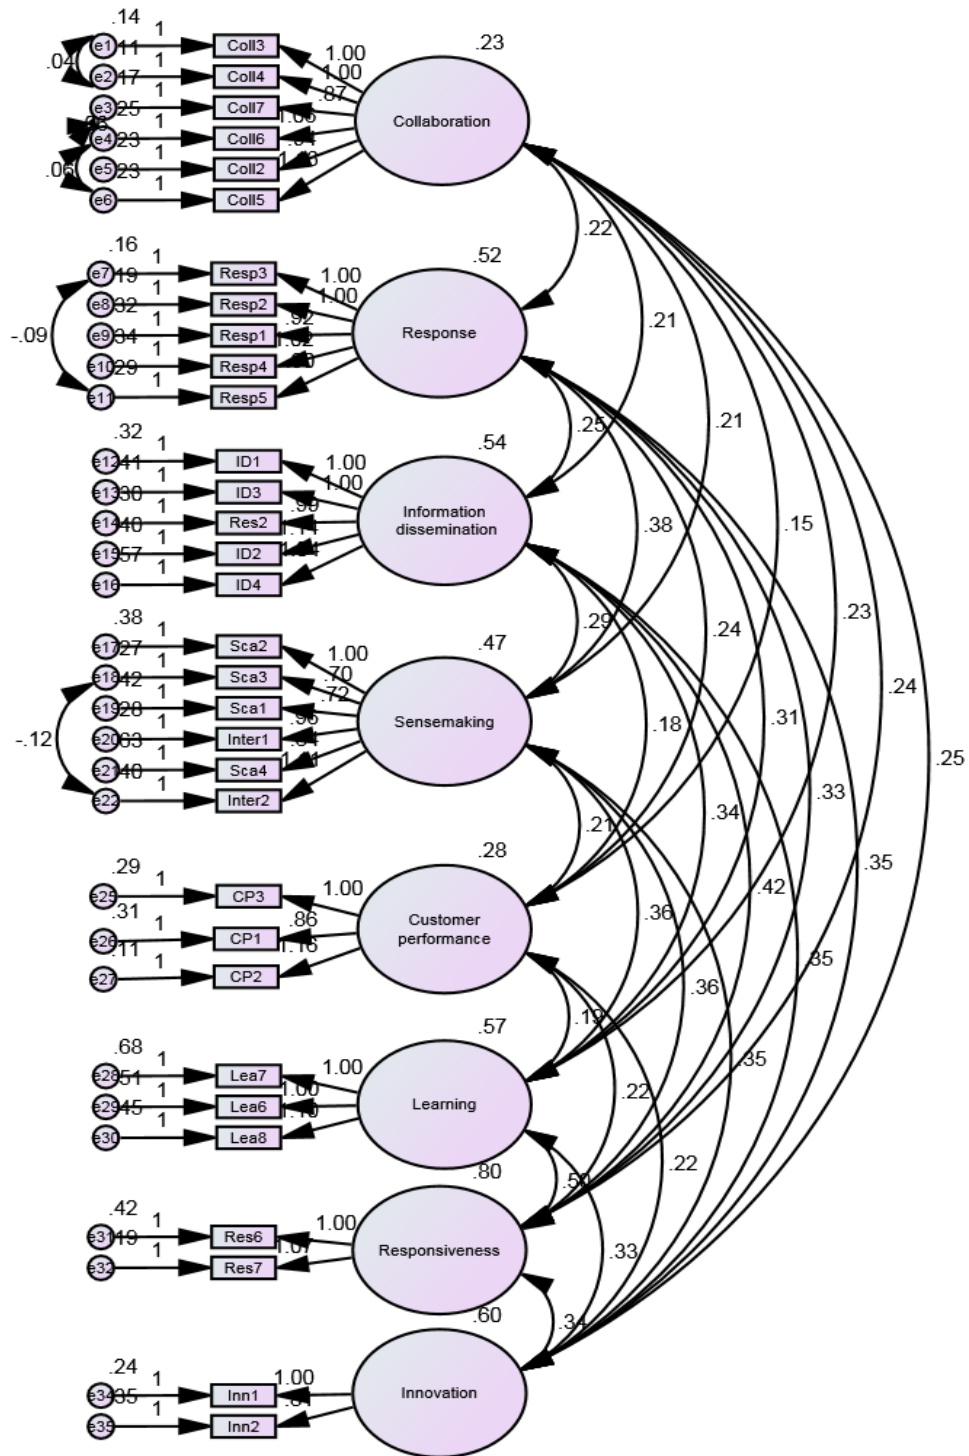 .14
e1
1
Coll3
1.00
.23
.04
.11
e2
1
Coll4
1.00
.17
e3
1
Coll7
.87
.25
e4
1
Coll6
Collaboration
.23
e5
1
Coll2
.06
.23
e6
1
Coll5
.22
.16
e7
1
Resp3
1.00
.52
.19
e8
1
Resp2
1.00
.32
e9
1
Resp1
.92
Response
.21
-.09
.34
e10
1
Resp4
1.02
.29
e11
1
Resp5
.25
.21
.32
e12
1
ID1
1.00
.54
.41
e13
1
ID3
1.00
.30
e14
1
Res2
.99
Information
dissemination
.38
.15
.40
e15
1
ID2
1.14
.57
e16
1
ID4
.29
.24
.23
.38
e17
1
Sca2
1.00
.47
.27
e18
1
Sca3
.70
.42
e19
1
Sca1
.72
Sensemaking
.18
.31
.24
-.12
.28
e20
1
Inter1
.63
e21
1
Sca4
.40
e22
1
Inter2
.25
.33
.34
.21
.29
e25
1
CP3
1.00
.28
.35
.42
.31
e26
1
CP1
.86
Customer
performance
.36
.11
e27
1
CP2
1.16
.35
.36
.19
.68
e28
1
Lea7
1.00
.57
.35
.51
e29
1
Lea6
1.00
Learning
.22
.45
e30
1
Lea8
.22
.80
.50
.42
e31
1
Res6
1.00
.19
e32
1
Res7
1.07
Responsiveness
.33
.60
.34
.24
e34
1
Inn1
1.00
Innovation
.35
e35
1
Inn2